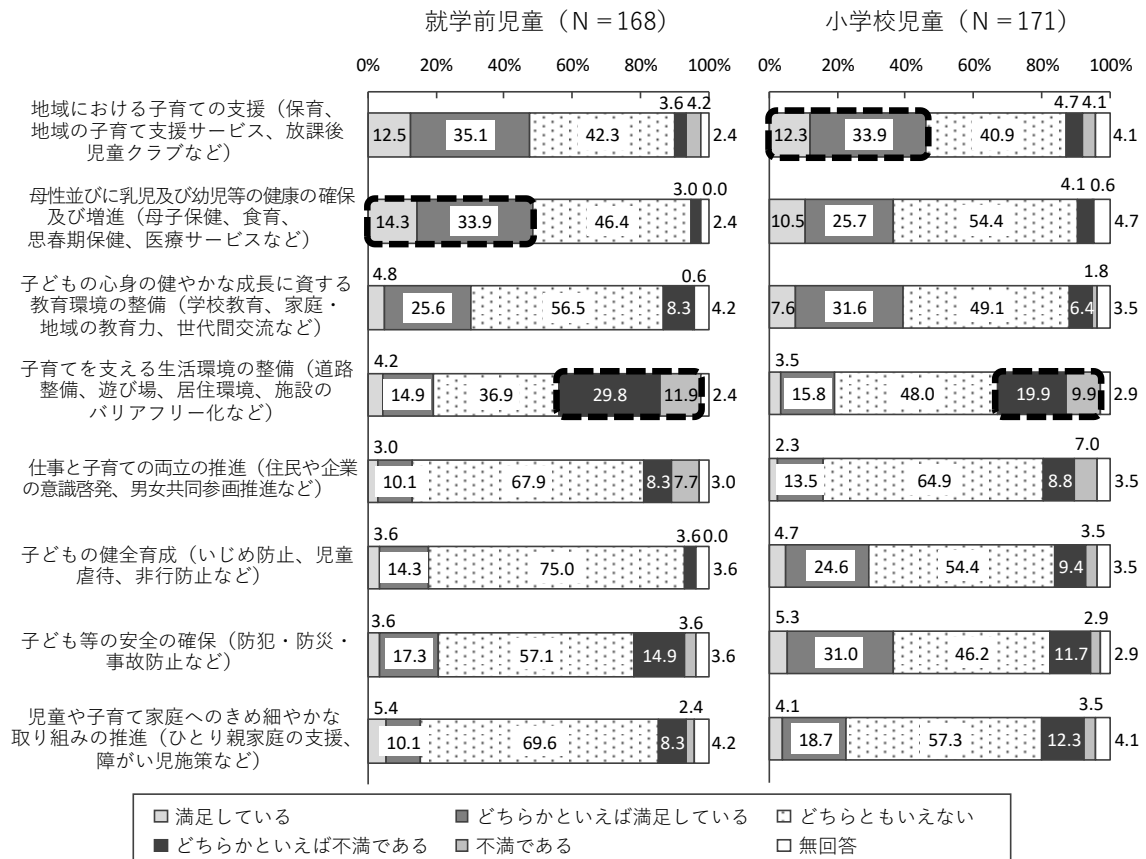 就学前児童（N＝168）
小学校児童（N＝171）
0% 20% 40% 60% 80% 100%
0% 20% 40% 60% 80% 100%
地域における子育ての支援（保育、
地域の子育て支援サービス、放課後
児童クラブなど）
3.6 4.2
12.5 35.1 42.3 2.4
4.7 4.1
12.3 33.9 40.9 4.1
母性並びに乳児及び幼児等の健康の確保
及び増進（母子保健、食育、
思春期保健、医療サービスなど）
3.0 0.0
14.3 33.9 46.4 2.4
4.1 0.6
10.5 25.7 54.4 4.7
子どもの心身の健やかな成長に資する
教育環境の整備（学校教育、家庭・
地域の教育力、世代間交流など）
4.8 0.6
25.6 56.5 8.3 4.2
1.8
7.6 31.6 49.1 6.4 3.5
子育てを支える生活環境の整備（道路
整備、遊び場、居住環境、施設の
バリアフリー化など）
4.2
14.9 36.9 29.8 11.9 2.4
3.5
15.8 48.0 19.9 9.9 2.9
仕事と子育ての両立の推進（住民や企業
の意識啓発、男女共同参画推進など）
3.0
10.1 67.9 8.3 7.7 3.0
2.3 7.0
13.5 64.9 8.8 3.5
子どもの健全育成（いじめ防止、児童
虐待、非行防止など）
3.6 3.6 0.0
14.3 75.0 3.6
4.7 3.5
24.6 54.4 9.4 3.5
子ども等の安全の確保（防犯・防災・
事故防止など）
3.6 3.6
17.3 57.1 14.9 3.6
5.3 2.9
31.0 46.2 11.7 2.9
児童や子育て家庭へのきめ細やかな
取り組みの推進（ひとり親家庭の支援、
障がい児施策など）
5.4 2.4
10.1 69.6 8.3 4.2
4.1 3.5
18.7 57.3 12.3 4.1
満足している どちらかといえば満足している どちらともいえない
どちらかといえば不満である 不満である 無回答